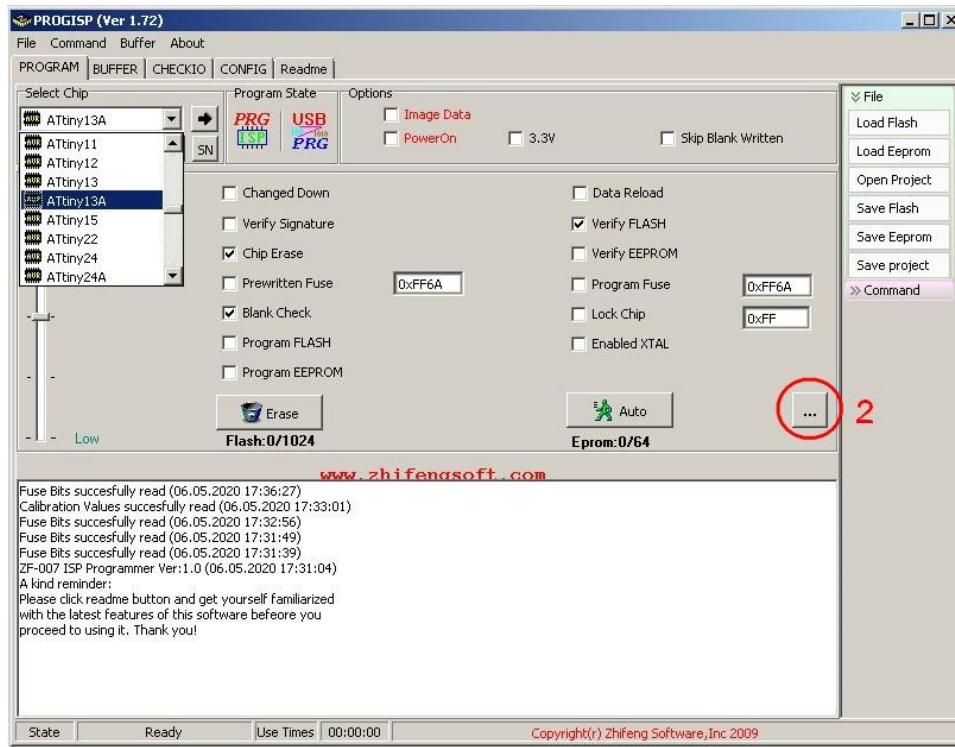 PROGISP (Ver 1.72)
File Command Buffer About
PROGRAM BUFFER CHECKIO CONFIG Readme
Select Chip
ATtiny13A
SN
ATtiny11
ATtiny12
ATtiny13
ATtiny13A
ATtiny15
ATtiny22
ATtiny24
ATtiny24A
Low
Program State
PRG
ISP
USB
PRG
Options
Image Data
PowerOn 3.3V Skip Blank Written
Changed Down Data Reload
Verify Signature Verify FLASH
Chip Erase Verify EEPROM
Prewritten Fuse 0xFF6A Program Fuse 0xFF6A
Blank Check Lock Chip 0xFF
Program FLASH Enabled XTAL
Program EEPROM
Erase Auto ... 2
Flash:0/1024 Eprom:0/64
File
Load Flash
Load Eeprom
Open Project
Save Flash
Save Eeprom
Save project
Command
www.zhifengsoft.com
Fuse Bits succesfully read (06.05.2020 17:36:27)
Calibration Values succesfully read (06.05.2020 17:33:01)
Fuse Bits succesfully read (06.05.2020 17:32:56)
Fuse Bits succesfully read (06.05.2020 17:31:49)
Fuse Bits succesfully read (06.05.2020 17:31:39)
ZF-007 ISP Programmer Ver:1.0 (06.05.2020 17:31:04)
A kind reminder:
Please click readme button and get yourself familiarized
with the latest features of this software befeore you
proceed to using it. Thank you!
State Ready Use Times 00:00:00 Copyright(r) Zhifeng Software,Inc 2009